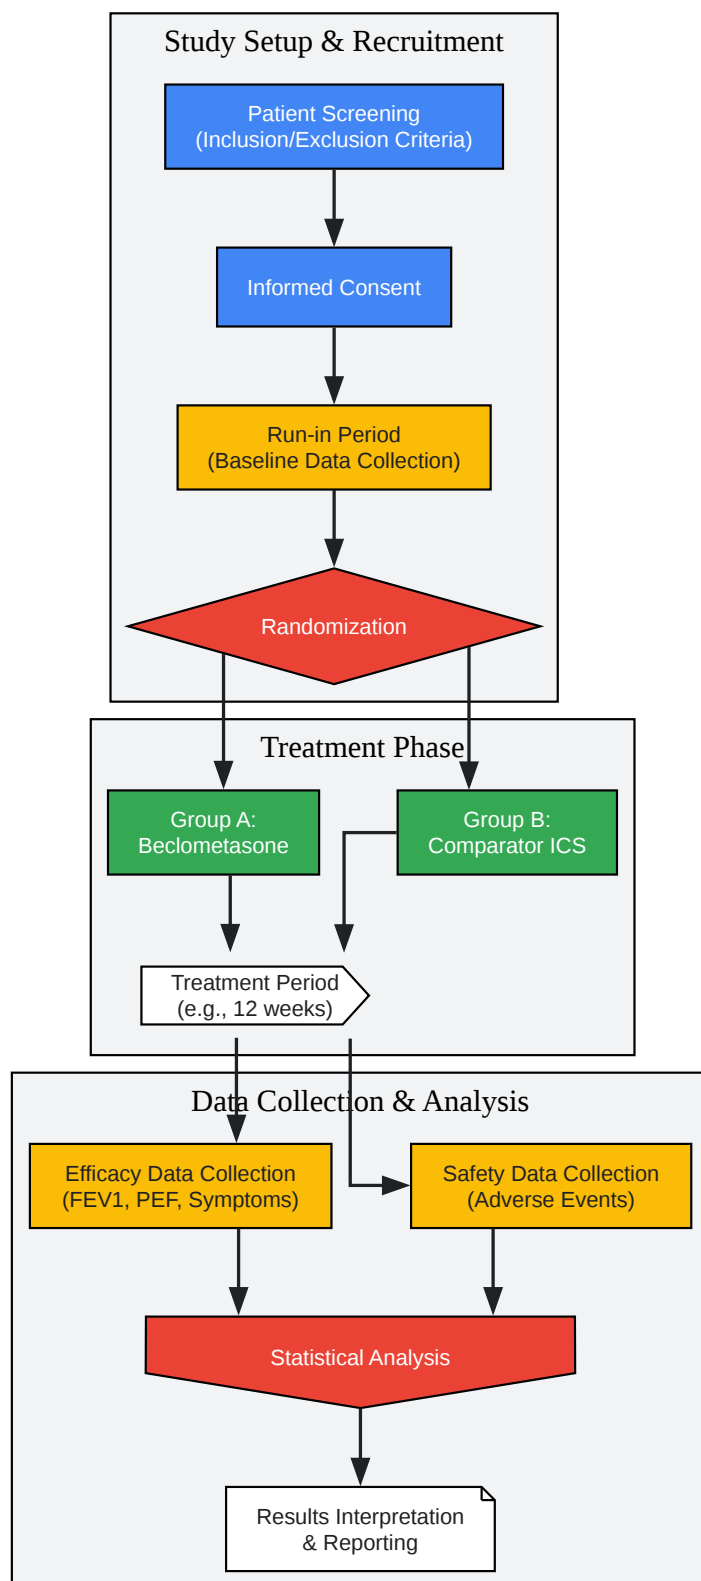 Study Setup & Recruitment
Patient Screening
(Inclusion/Exclusion Criteria)
Informed Consent
Run-in Period
(Baseline Data Collection)
Randomization
Treatment Phase
Group A:
Beclometasone
Group B:
Comparator ICS
Treatment Period
(e.g., 12 weeks)
Data Collection & Analysis
Efficacy Data Collection
(FEV1, PEF, Symptoms)
Safety Data Collection
(Adverse Events)
Statistical Analysis
Results Interpretation
& Reporting